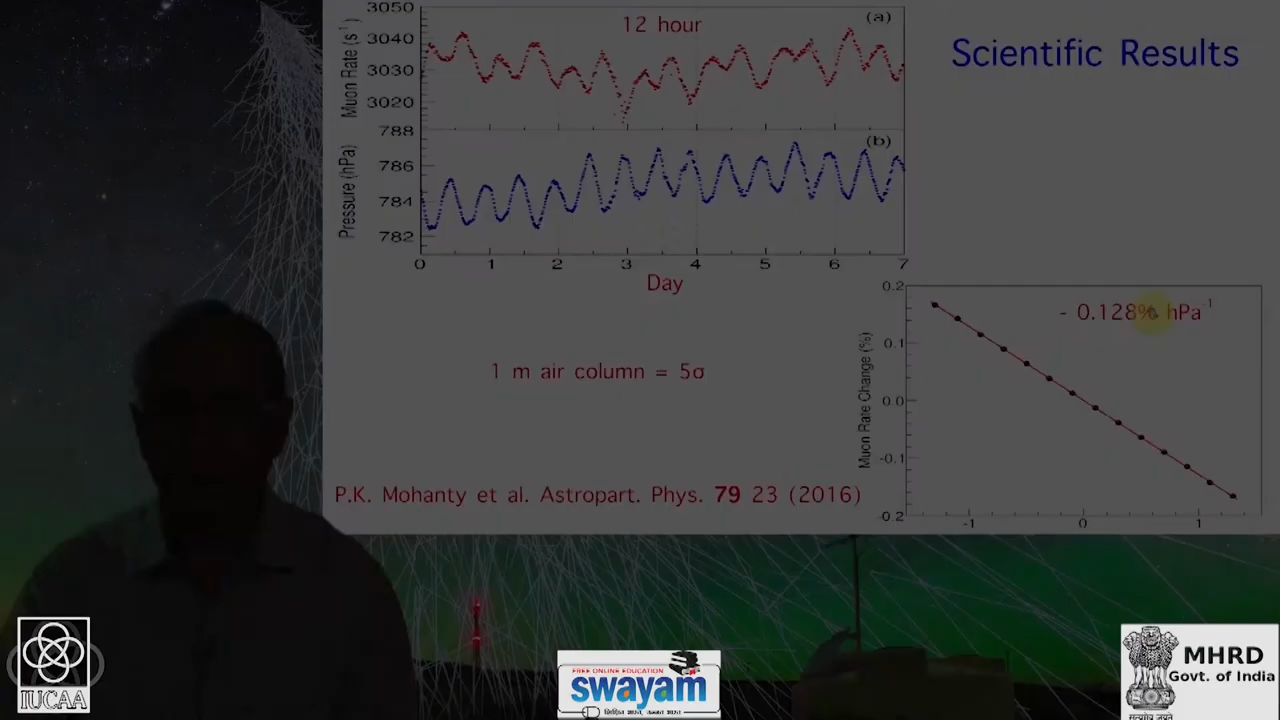 Scientific Results
12 hour
(a)
Muon Rate (s⁻¹)
3050
3040
3030
3020
(b)
Pressure (hPa)
788
786
784
782
0 1 2 3 4 5 6 7
Day
1 m air column = 5σ
P.K. Mohanty et al. Astropart. Phys. 79 23 (2016)
- 0.128% hPa⁻¹
Muon Rate Change (%)
0.2
0.1
0.0
-0.1
-0.2
-1 0 1
IUCAA
FREE ONLINE EDUCATION
swayam
MHRD
Govt. of India